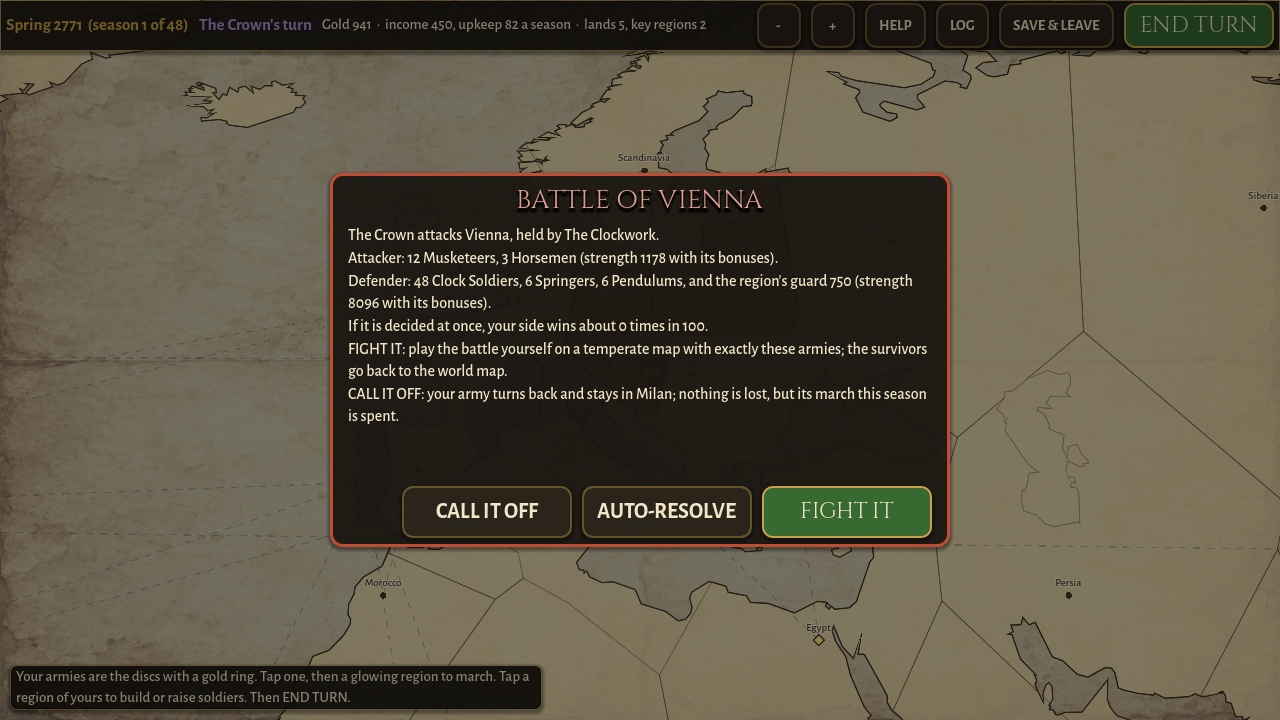 Spring 2771 (season 1 of 48) The Crown's turn Gold 941 · income 450, upkeep 82 a season · lands 5, key regions 2
- + HELP LOG SAVE & LEAVE END TURN
Scandinavia
Siberia
BATTLE OF VIENNA
The Crown attacks Vienna, held by The Clockwork.
Attacker: 12 Musketeers, 3 Horsemen (strength 1178 with its bonuses).
Defender: 48 Clock Soldiers, 6 Springers, 6 Pendulums, and the region's guard 750 (strength
8096 with its bonuses).
If it is decided at once, your side wins about 0 times in 100.
FIGHT IT: play the battle yourself on a temperate map with exactly these armies; the survivors
go back to the world map.
CALL IT OFF: your army turns back and stays in Milan; nothing is lost, but its march this season
is spent.
CALL IT OFF AUTO-RESOLVE FIGHT IT
Morocco
Persia
Egypt
Your armies are the discs with a gold ring. Tap one, then a glowing region to march. Tap a
region of yours to build or raise soldiers. Then END TURN.